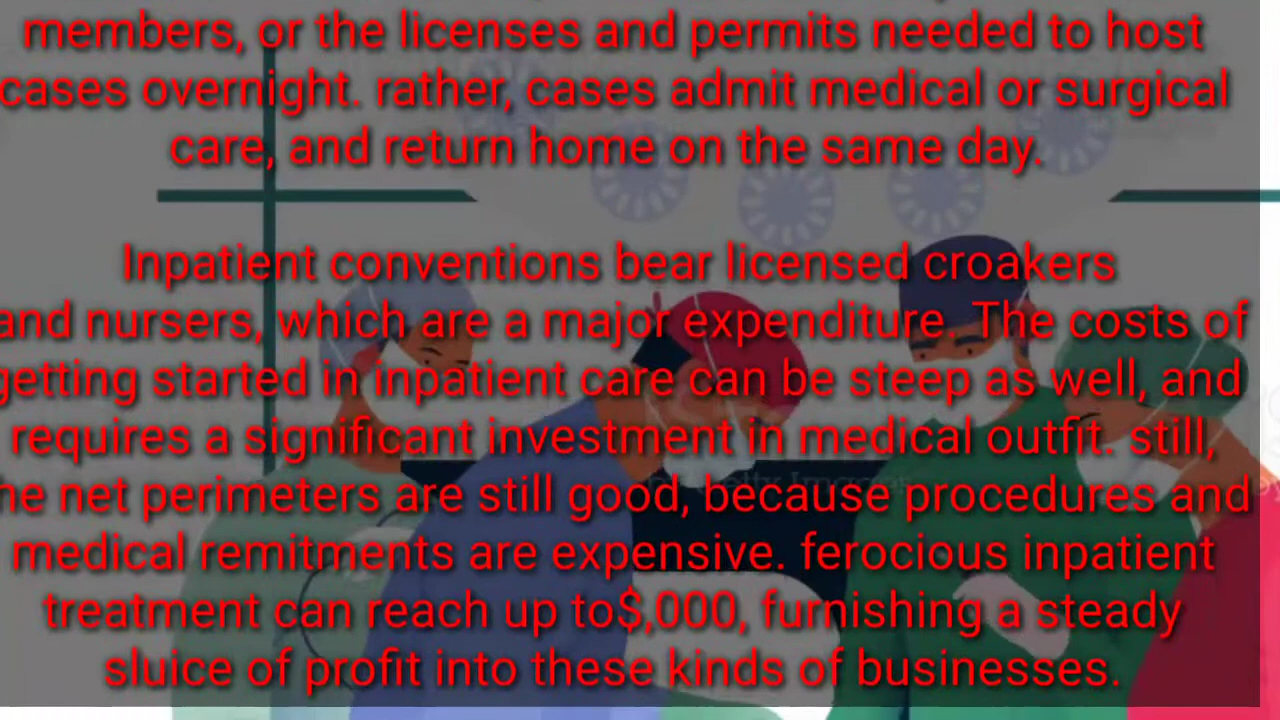 members, or the licenses and permits needed to host
cases overnight. rather, cases admit medical or surgical
care, and return home on the same day.
Inpatient conventions bear licensed croakers
and nursers, which are a major expenditure. The costs of
getting started in inpatient care can be steep as well, and
requires a significant investment in medical outfit. still,
he net perimeters are still good, because procedures and
medical remitments are expensive. ferocious inpatient
treatment can reach up to$,000, furnishing a steady
sluice of profit into these kinds of businesses.